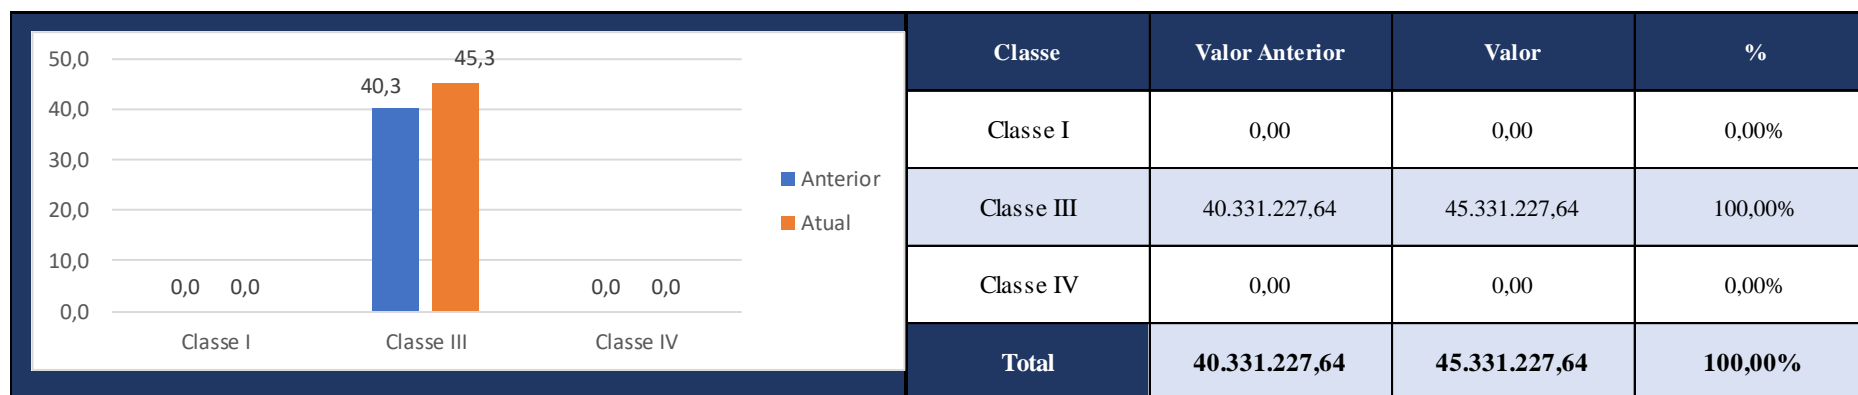 50,0
40,0
30,0
20,0
10,0
0,0
0,0 0,0
40,3 45,3
0,0 0,0
Classe I Classe III Classe IV
Anterior
Atual
Classe Valor Anterior Valor %
Classe I 0,00 0,00 0,00%
Classe III 40.331.227,64 45.331.227,64 100,00%
Classe IV 0,00 0,00 0,00%
Total 40.331.227,64 45.331.227,64 100,00%